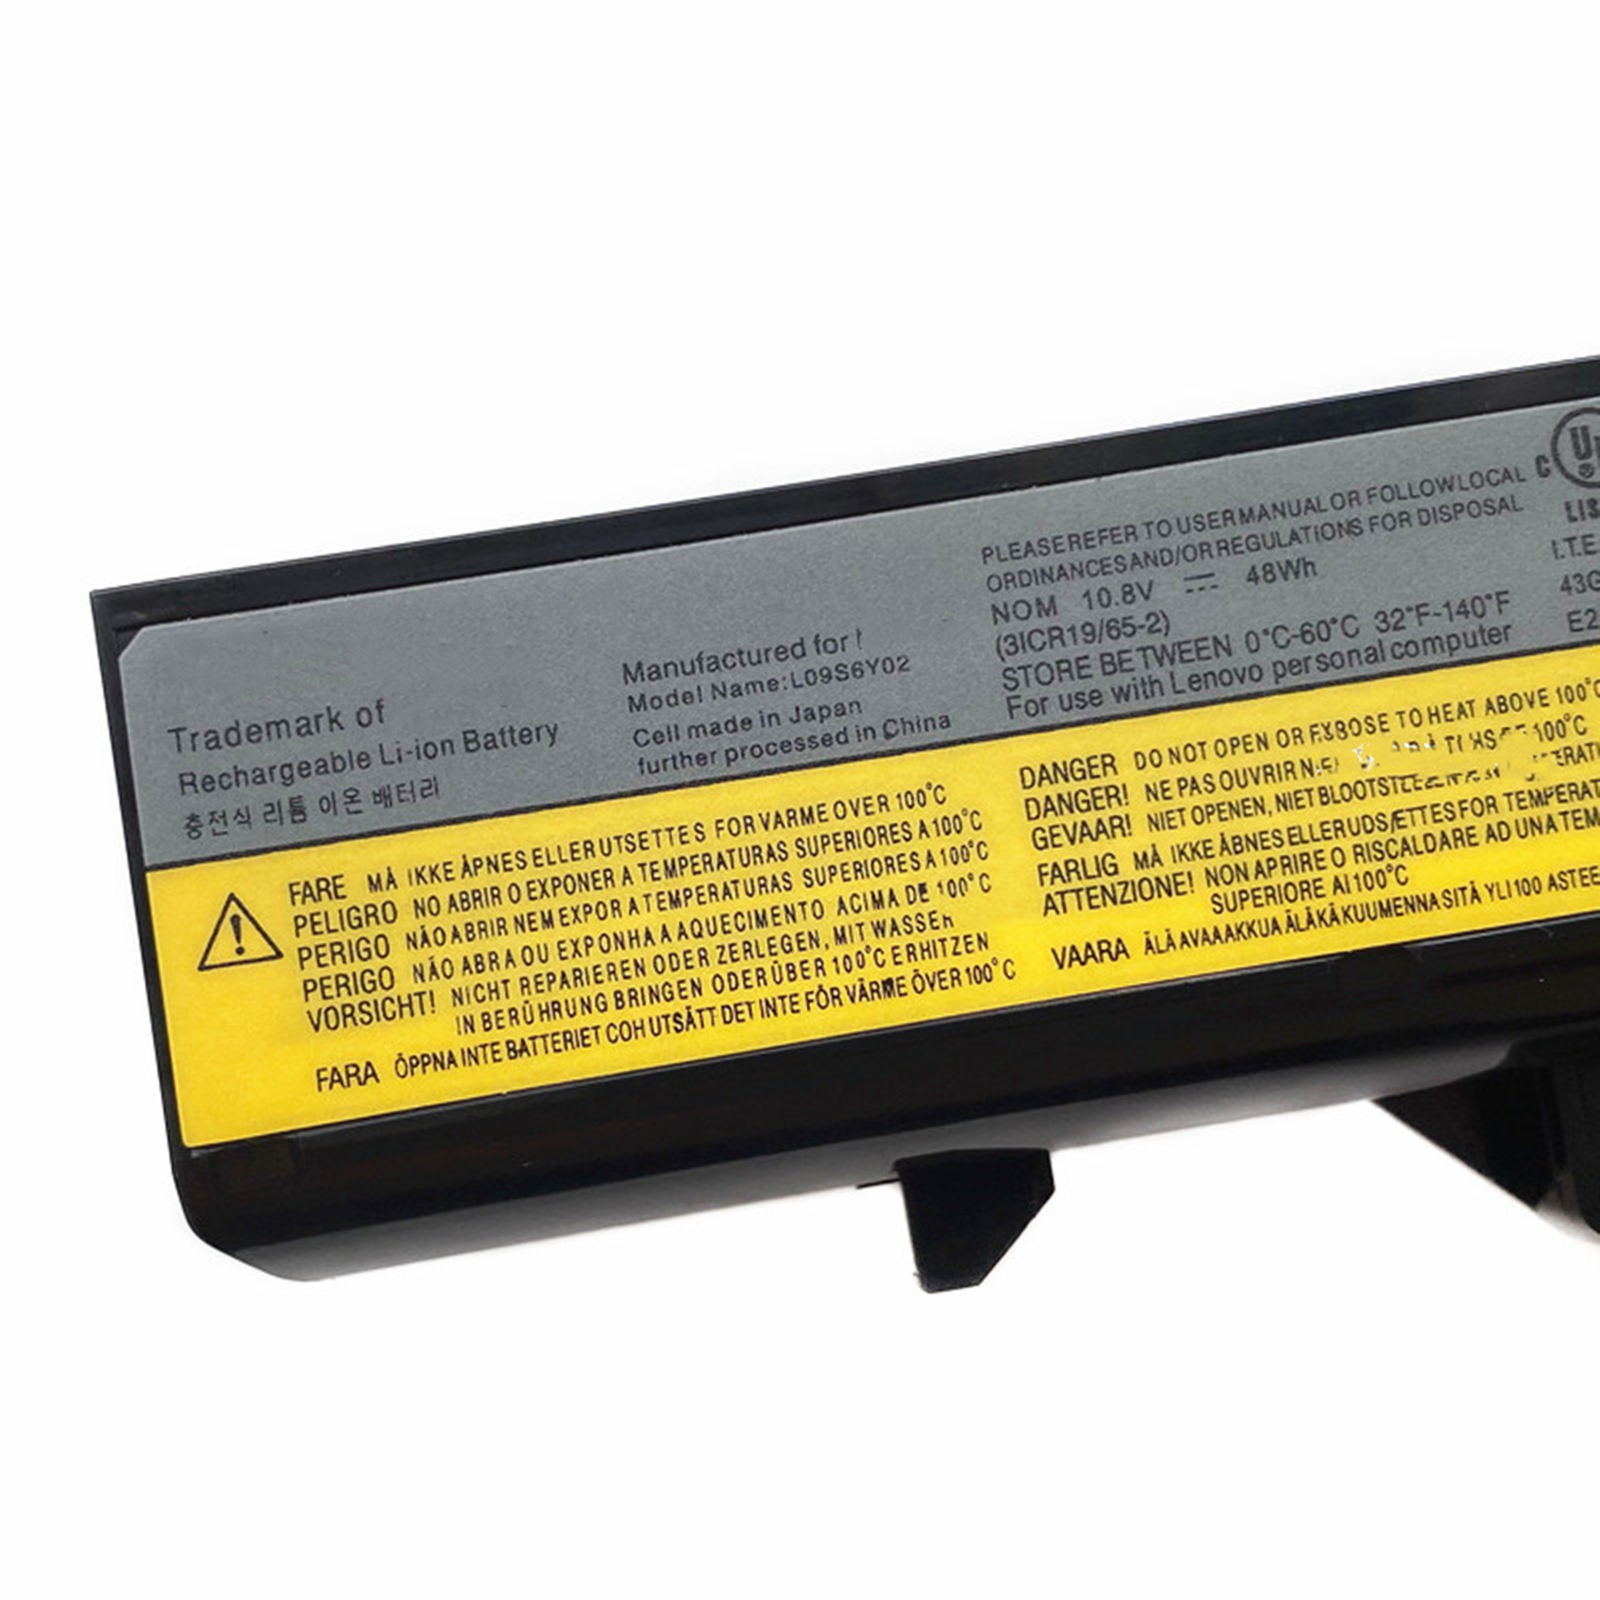 Trademark of
Rechargeable Li-ion Battery
충전식 리튬 이온 배터리
Manufactured for
Model Name:L09S6Y02
Cell made in Japan
further processed in China
PLEASE REFER TO USER MANUAL OR FOLLOW LOCAL
ORDINANCES AND/OR REGULATIONS FOR DISPOSAL
NOM 10.8V 48Wh
(3ICR19/65-2)
STORE BETWEEN 0°C-60°C 32°F-140°F
For use with Lenovo personal computer
C
I.T.E.
43G
E2
FARE MÅ IKKE ÅPNES ELLER UTSETTES FOR VARME OVER 100°C
PELIGRO NO ABRIR O EXPONER A TEMPERATURAS SUPERIORES A 100°C
PERIGO NÃO ABRIR NEM EXPOR A TEMPERATURAS SUPERIORES A 100°C
PERIGO NÃO ABRA OU EXPONHA A AQUECIMENTO ACIMA DE 100°C
VORSICHT! NICHT REPARIEREN ODER ZERLEGEN, MIT WASSER
IN BERÜHRUNG BRINGEN ODER ÜBER 100°C ERHITZEN
FARA ÖPPNA INTE BATTERIET COH UTSÄTT DET INTE FÖR VÄRME ÖVER 100°C
DANGER DO NOT OPEN OR TO HEAT ABOVE 100°C
DANGER! NE PAS OUVRIR 100°C
GEVAAR! NIET OPENEN, NIET
FARLIG MÅ IKKE ÅBNES ELLER UDSÆTTES FOR
ATTENZIONE! NON APRIRE O RISCALDARE AD UNA
SUPERIORE AI 100°C
VAARA ÄLÄ AVAA AKKUA ÄLÄKÄ KUUMENNA SITÄ YLI 100 ASTEE